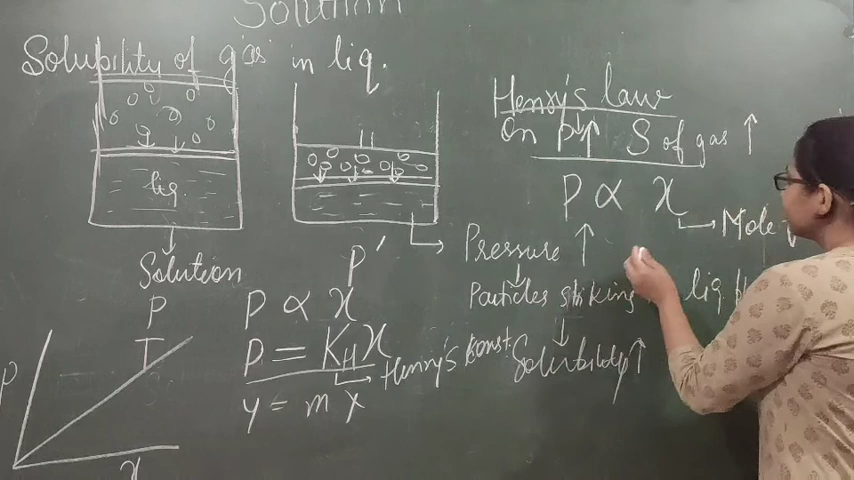 Solution
Solubility of gas in liq.
Henry's law
On p↑ S of gas ↑
P ∝ x
Mole
g
liq.
Solution
P
T
P'
Pressure ↑
Particles striking liq
Solubility ↑
P ∝ x
P = K_H x
Henry's const.
y = m x
P
x